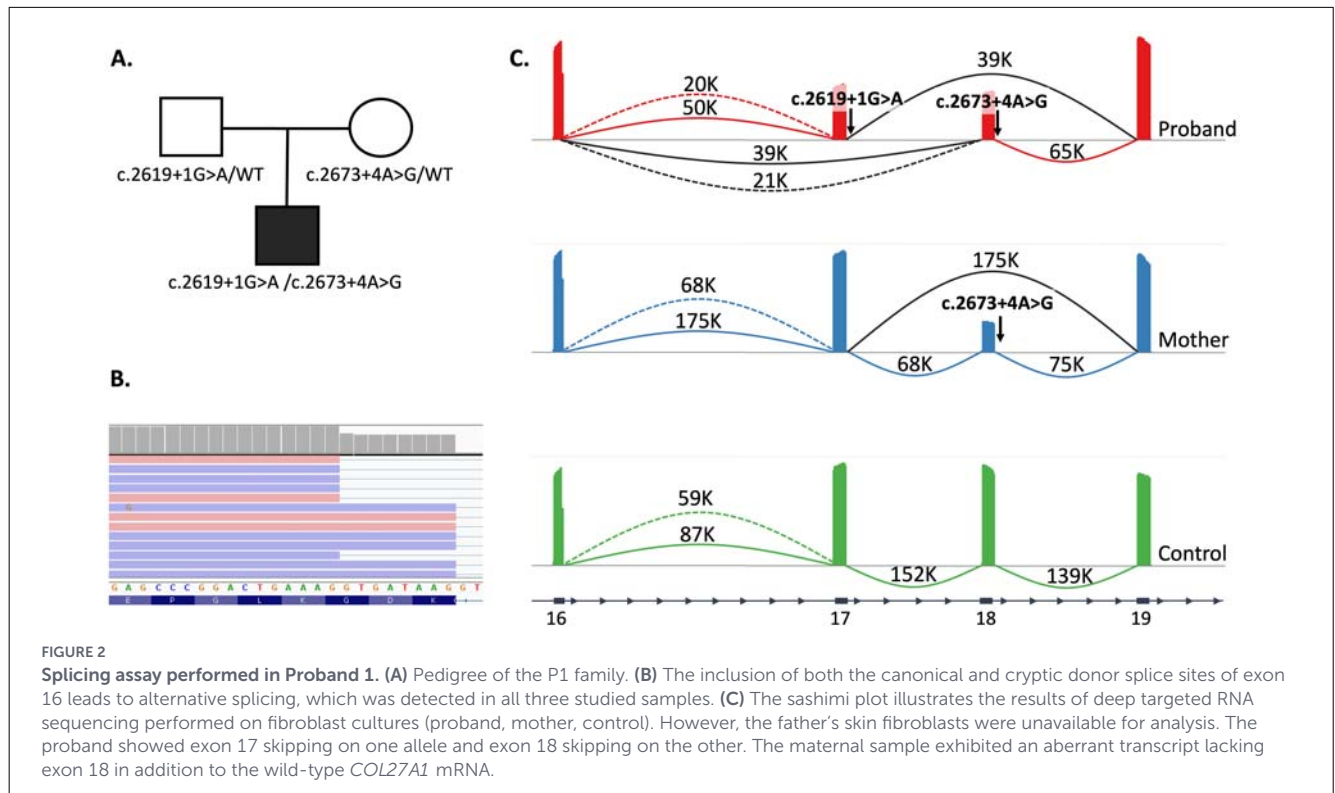 A.
c.2619+1G>A/WT
c.2673+4A>G/WT
c.2619+1G>A /c.2673+4A>G
B.
G
G A G C C C G G A C T G A A A G G T G A T A A G G T
E P G L K G D K
C.
20K
50K
c.2619+1G>A
39K
c.2673+4A>G
Proband
39K
21K
65K
68K
175K
175K
c.2673+4A>G
Mother
68K
75K
59K
87K
Control
152K
139K
16
17
18
19
FIGURE 2
Splicing assay performed in Proband 1. (A) Pedigree of the P1 family. (B) The inclusion of both the canonical and cryptic donor splice sites of exon
16 leads to alternative splicing, which was detected in all three studied samples. (C) The sashimi plot illustrates the results of deep targeted RNA
sequencing performed on fibroblast cultures (proband, mother, control). However, the father's skin fibroblasts were unavailable for analysis. The
proband showed exon 17 skipping on one allele and exon 18 skipping on the other. The maternal sample exhibited an aberrant transcript lacking
exon 18 in addition to the wild-type COL27A1 mRNA.